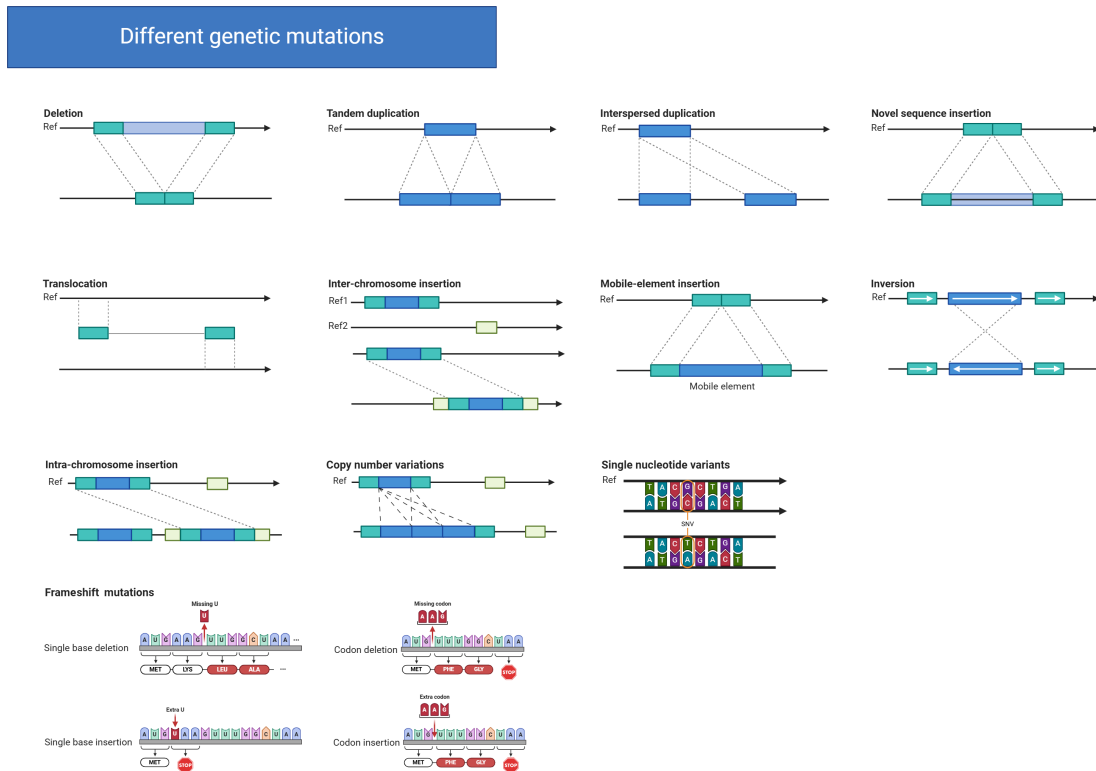 Different genetic mutations
Deletion
Ref
Tandem duplication
Ref
Interspersed duplication
Ref
Novel sequence insertion
Ref
Translocation
Ref
Inter-chromosome insertion
Ref1
Ref2
Mobile-element insertion
Ref
Mobile element
Inversion
Ref
Intra-chromosome insertion
Ref
Copy number variations
Ref
Single nucleotide variants
Ref
T A C G C T G A
A T G C G A C T
SNV
T A C T C T G A
A T G A G A C T
Frameshift mutations
Single base deletion
Missing U
U
A U G A A G U U G G C U A A ...
MET LYS LEU ALA ...
Codon deletion
Missing codon
A A G
A U G U U U G G C U A A
MET PHE GLY STOP
Single base insertion
Extra U
A U G U A A G U U U G G C U A A
MET STOP
Codon insertion
Extra codon
A A G
A U G U U U G G C U A A
MET PHE GLY STOP